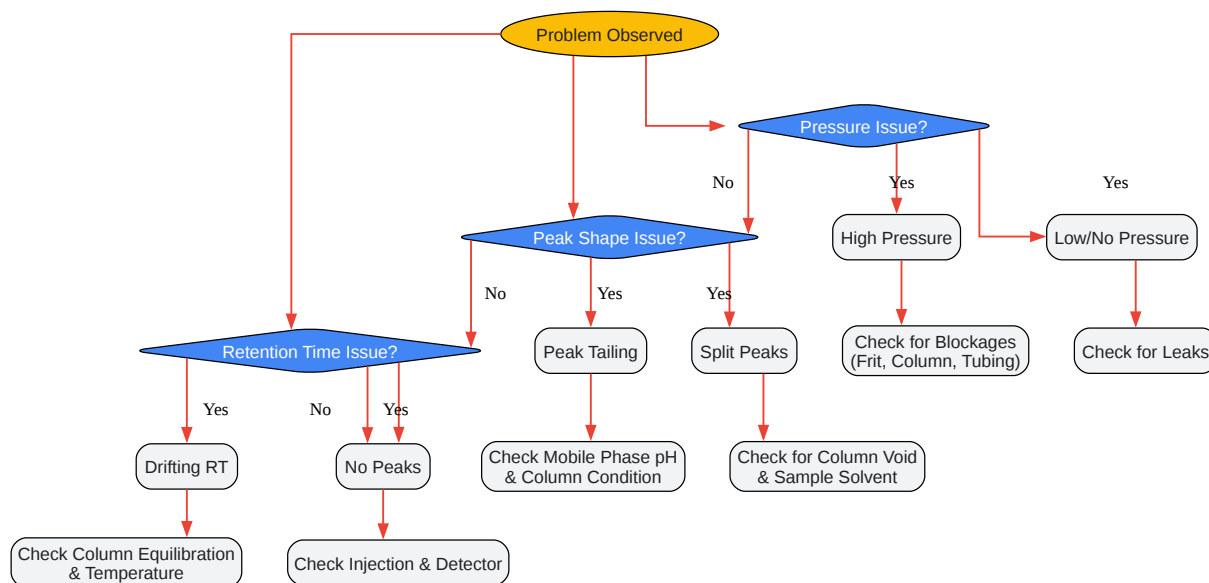 Problem Observed
Pressure Issue?
No
Yes
Yes
High Pressure
Low/No Pressure
Peak Shape Issue?
No
Yes
Yes
Check for Blockages
(Frit, Column, Tubing)
Check for Leaks
Retention Time Issue?
Peak Tailing
Split Peaks
Yes
No
Yes
Drifting RT
No Peaks
Check Mobile Phase pH
& Column Condition
Check for Column Void
& Sample Solvent
Check Column Equilibration
& Temperature
Check Injection & Detector